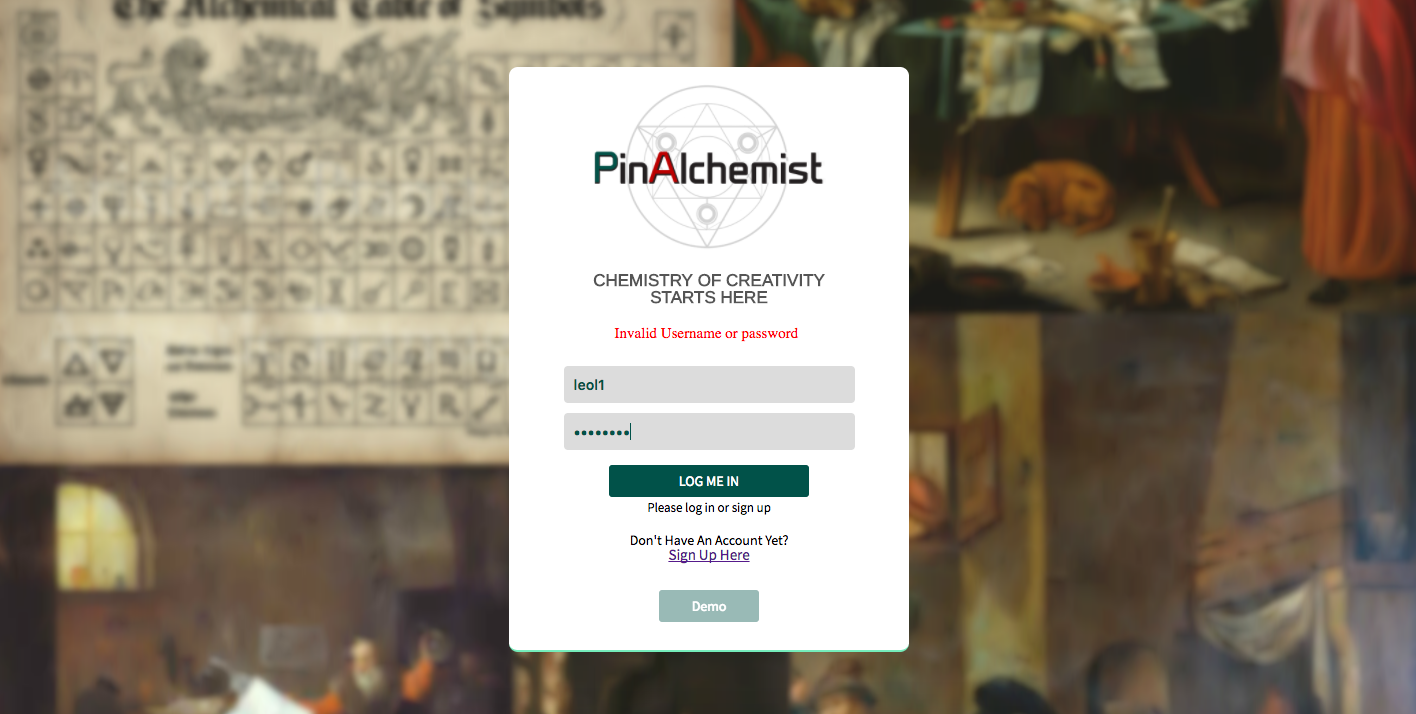 The Alchemical Table of Symbols
PinAlchemist
CHEMISTRY OF CREATIVITY
STARTS HERE
Invalid Username or password
leol1
••••••••
LOG ME IN
Please log in or sign up
Don't Have An Account Yet?
Sign Up Here
Demo